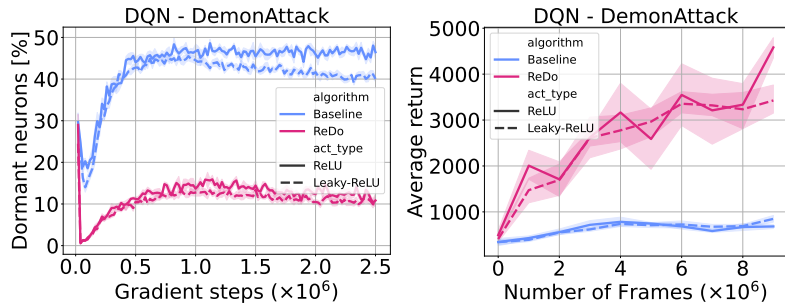 DQN - DemonAttack
Dormant neurons [%]
50
40
30
20
10
0
algorithm
Baseline
ReDo
act_type
ReLU
Leaky-ReLU
0.0 0.5 1.0 1.5 2.0 2.5
Gradient steps (×10⁶)
DQN - DemonAttack
Average return
5000
4000
3000
2000
1000
algorithm
Baseline
ReDo
act_type
ReLU
Leaky-ReLU
0 2 4 6 8
Number of Frames (×10⁶)